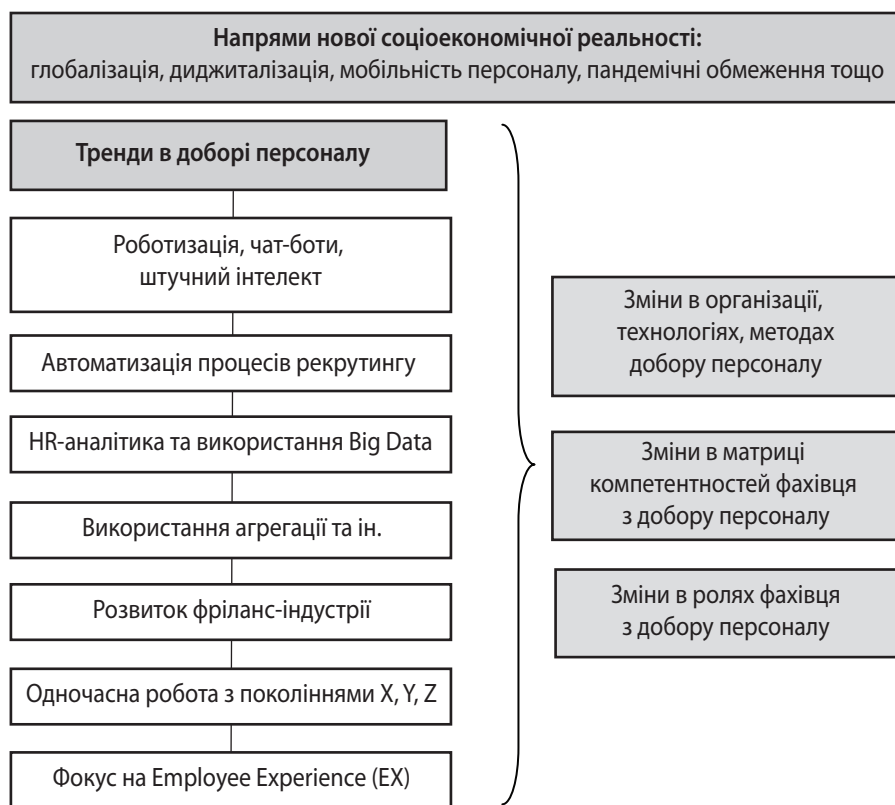 Напрями нової соціоекономічної реальності:
глобалізація, диджиталізація, мобільність персоналу, пандемічні обмеження тощо
Тренди в доборі персоналу
Роботизація, чат-боти,
штучний інтелект
Автоматизація процесів рекрутингу
HR-аналітика та використання Big Data
Використання агрегації та ін.
Розвиток фріланс-індустрії
Одночасна робота з поколіннями X, Y, Z
Фокус на Employee Experience (EX)
Зміни в організації,
технологіях, методах
добору персоналу
Зміни в матриці
компетентностей фахівця
з добору персоналу
Зміни в ролях фахівця
з добору персоналу